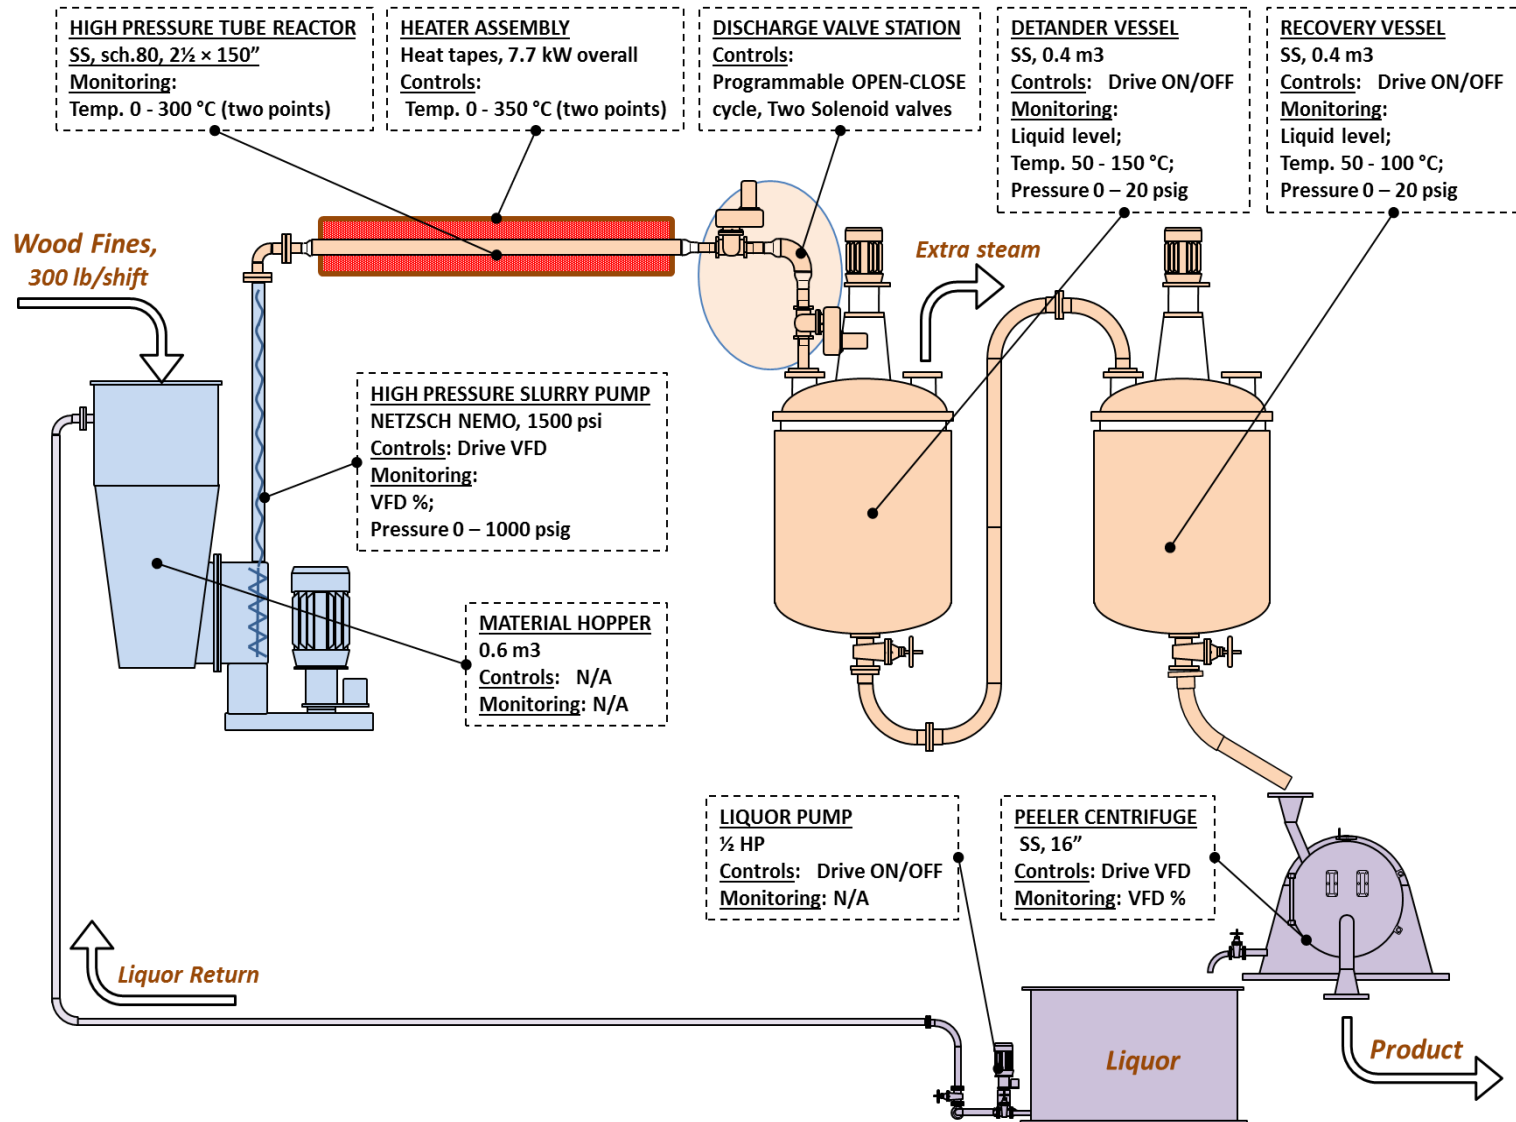 HIGH PRESSURE TUBE REACTOR
SS, sch.80, 2½ × 150”
Monitoring:
Temp. 0 - 300 °C (two points)
HEATER ASSEMBLY
Heat tapes, 7.7 kW overall
Controls:
Temp. 0 - 350 °C (two points)
DISCHARGE VALVE STATION
Controls:
Programmable OPEN-CLOSE
cycle, Two Solenoid valves
DETANDER VESSEL
SS, 0.4 m3
Controls: Drive ON/OFF
Monitoring:
Liquid level;
Temp. 50 - 150 °C;
Pressure 0 – 20 psig
RECOVERY VESSEL
SS, 0.4 m3
Controls: Drive ON/OFF
Monitoring:
Liquid level;
Temp. 50 - 100 °C;
Pressure 0 – 20 psig
Wood Fines,
300 lb/shift
Extra steam
HIGH PRESSURE SLURRY PUMP
NETZSCH NEMO, 1500 psi
Controls: Drive VFD
Monitoring:
VFD %;
Pressure 0 – 1000 psig
MATERIAL HOPPER
0.6 m3
Controls: N/A
Monitoring: N/A
LIQUOR PUMP
½ HP
Controls: Drive ON/OFF
Monitoring: N/A
PEELER CENTRIFUGE
SS, 16”
Controls: Drive VFD
Monitoring: VFD %
Liquor Return
Liquor
Product